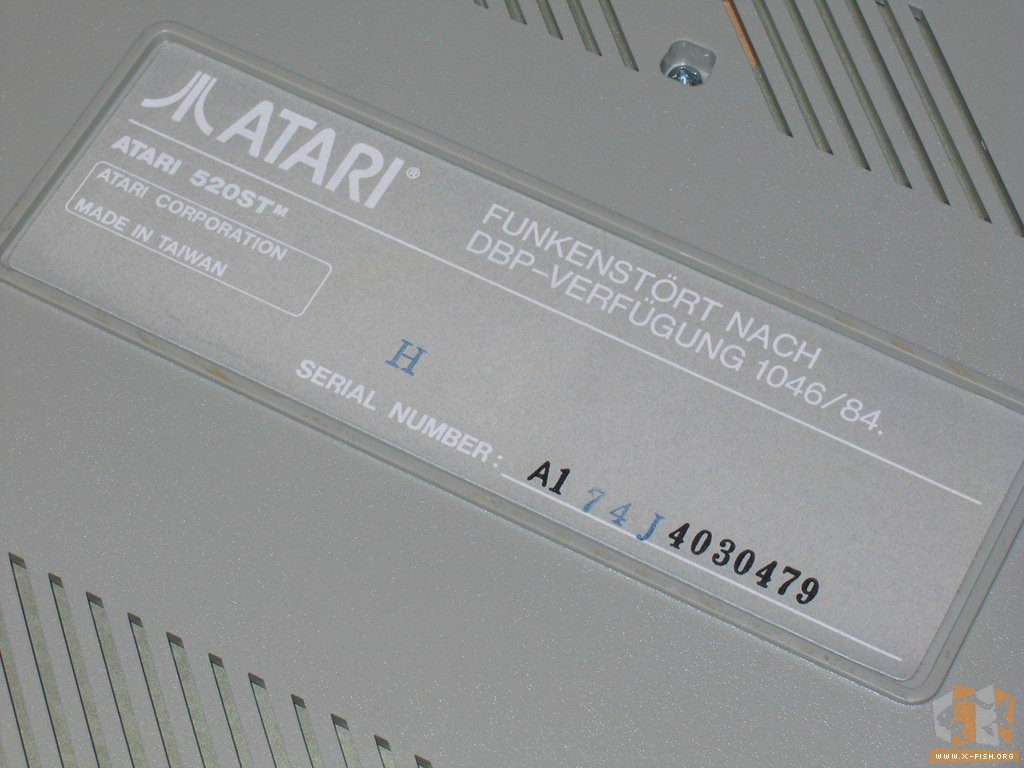 ATARI®
ATARI 520ST™
ATARI CORPORATION
MADE IN TAIWAN
FUNKENSTÖRT NACH
DBP-VERFÜGUNG 1046/84.
H
SERIAL NUMBER: A1 74J 4030479
WWW.X-FISH.ORG